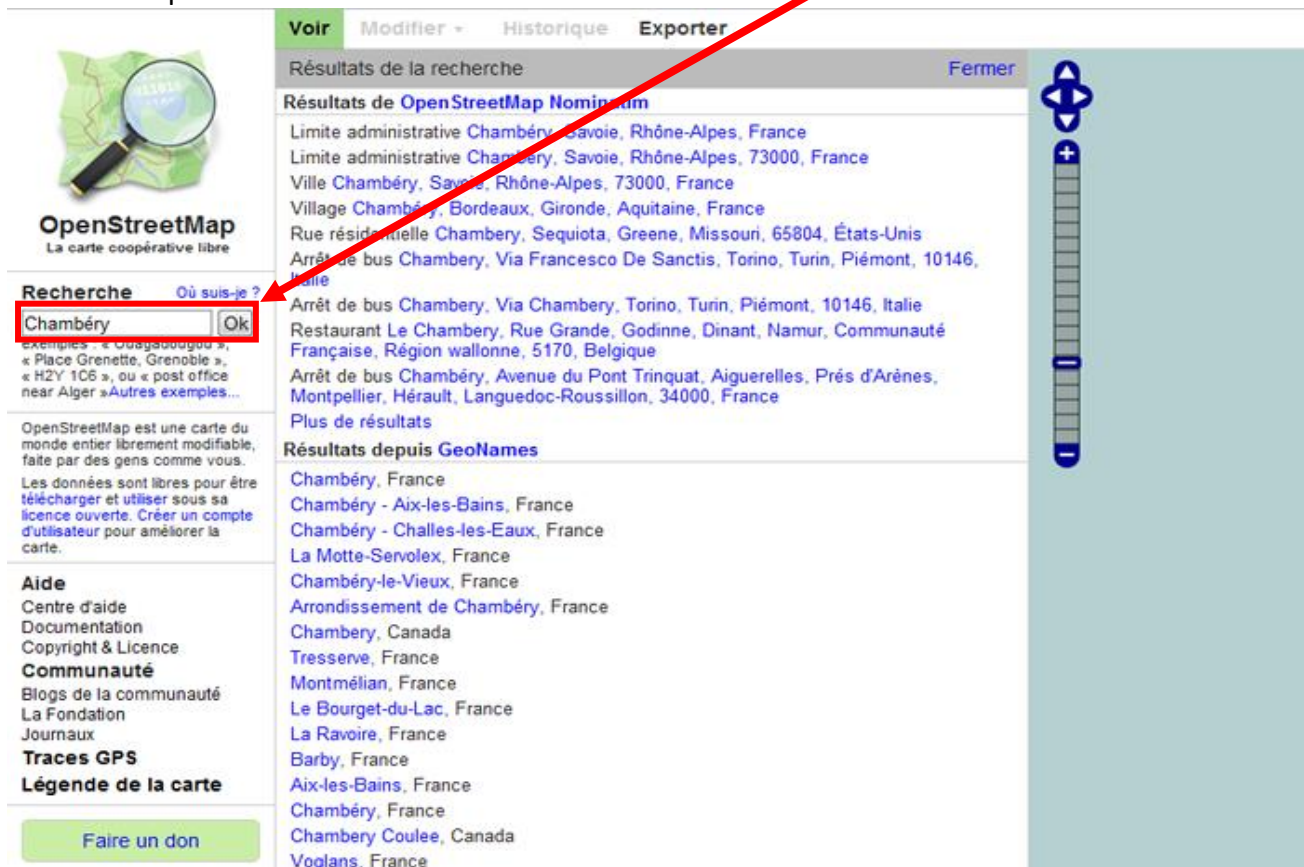 Voir Modifier Historique Exporter
OpenStreetMap
La carte coopérative libre
Recherche Où suis-je ?
Chambéry Ok
exemples : « Ouagadougou »,
« Place Grenette, Grenoble »,
« H2Y 1C6 », ou « post office
near Alger »Autres exemples...
OpenStreetMap est une carte du
monde entier librement modifiable,
faite par des gens comme vous.
Les données sont libres pour être
télécharger et utiliser sous sa
licence ouverte. Créer un compte
d'utilisateur pour améliorer la
carte.
Aide
Centre d'aide
Documentation
Copyright & Licence
Communauté
Blogs de la communauté
La Fondation
Journaux
Traces GPS
Légende de la carte
Faire un don
Résultats de la recherche Fermer
Résultats de OpenStreetMap Nominatim
Limite administrative Chambéry, Savoie, Rhône-Alpes, France
Limite administrative Chambéry, Savoie, Rhône-Alpes, 73000, France
Ville Chambéry, Savoie, Rhône-Alpes, 73000, France
Village Chambéry, Bordeaux, Gironde, Aquitaine, France
Rue résidentielle Chambery, Sequiota, Greene, Missouri, 65804, États-Unis
Arrêt de bus Chambery, Via Francesco De Sanctis, Torino, Turin, Piémont, 10146,
Italie
Arrêt de bus Chambery, Via Chambery, Torino, Turin, Piémont, 10146, Italie
Restaurant Le Chambery, Rue Grande, Godinne, Dinant, Namur, Communauté
Française, Région wallonne, 5170, Belgique
Arrêt de bus Chambéry, Avenue du Pont Trinquat, Aiguerelles, Prés d'Arènes,
Montpellier, Hérault, Languedoc-Roussillon, 34000, France
Plus de résultats
Résultats depuis GeoNames
Chambéry, France
Chambéry - Aix-les-Bains, France
Chambéry - Challes-les-Eaux, France
La Motte-Servolex, France
Chambéry-le-Vieux, France
Arrondissement de Chambéry, France
Chambery, Canada
Tresserve, France
Montmélian, France
Le Bourget-du-Lac, France
La Ravoire, France
Barby, France
Aix-les-Bains, France
Chambéry, France
Chambery Coulee, Canada
Voglans, France